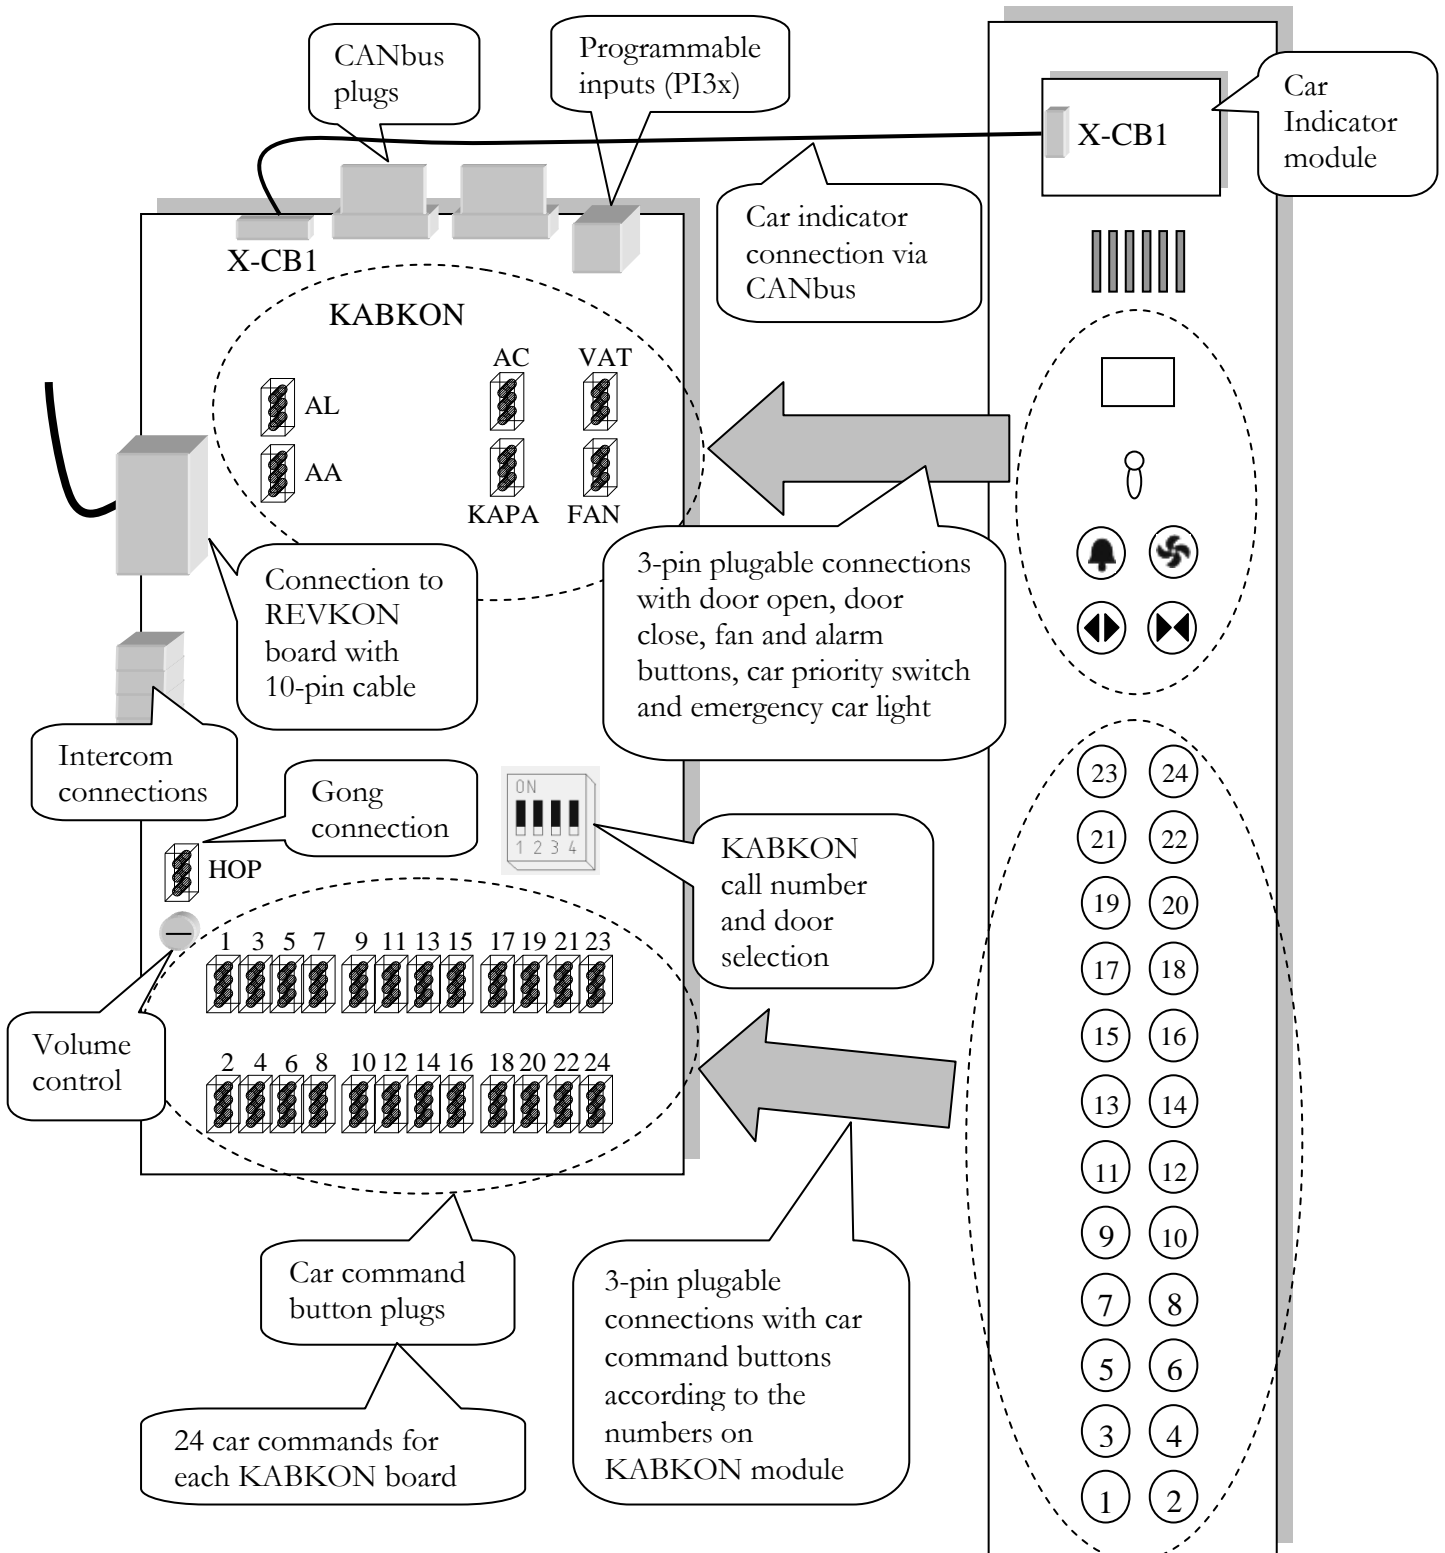 CANbus
plugs
Programmable
inputs (PI3x)
Car
Indicator
module
X-CB1
Car indicator
connection via
CANbus
X-CB1
KABKON
AC VAT
AL
AA
KAPA FAN
Connection to
REVKON
board with
10-pin cable
3-pin plugable connections
with door open, door
close, fan and alarm
buttons, car priority switch
and emergency car light
Intercom
connections
Gong
connection
ON
1 2 3 4
KABKON
call number
and door
selection
HOP
Volume
control
1 3 5 7 9 11 13 15 17 19 21 23
2 4 6 8 10 12 14 16 18 20 22 24
Car command
button plugs
24 car commands for
each KABKON board
3-pin plugable
connections with car
command buttons
according to the
numbers on
KABKON module
23 24
21 22
19 20
17 18
15 16
13 14
11 12
9 10
7 8
5 6
3 4
1 2